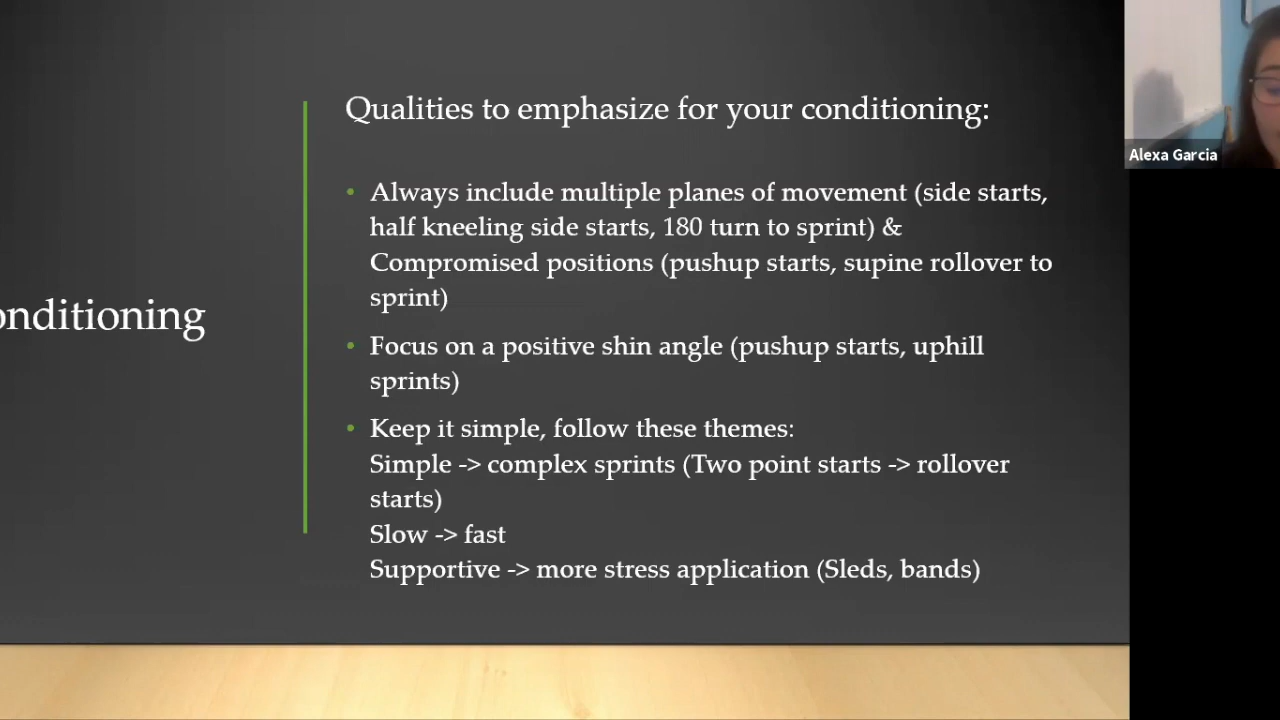 Qualities to emphasize for your conditioning:
• Always include multiple planes of movement (side starts,
half kneeling side starts, 180 turn to sprint) &
Compromised positions (pushup starts, supine rollover to
sprint)
onditioning
• Focus on a positive shin angle (pushup starts, uphill
sprints)
• Keep it simple, follow these themes:
Simple -> complex sprints (Two point starts -> rollover
starts)
Slow -> fast
Supportive -> more stress application (Sleds, bands)
Alexa Garcia